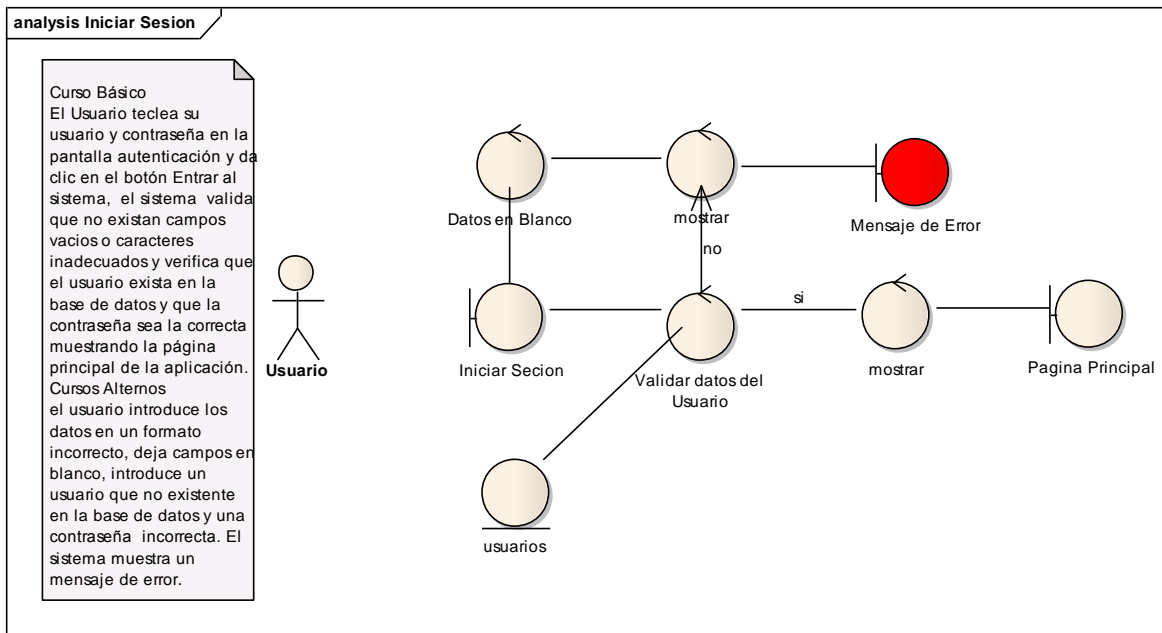 analysis Iniciar Sesion
Curso Básico
El Usuario teclea su
usuario y contraseña en la
pantalla autenticación y da
clic en el botón Entrar al
sistema, el sistema valida
que no existan campos
vacios o caracteres
inadecuados y verifica que
el usuario exista en la
base de datos y que la
contraseña sea la correcta
muestrando la página
principal de la aplicación.
Cursos Alternos
el usuario introduce los
datos en un formato
incorrecto, deja campos en
blanco, introduce un
usuario que no existente
en la base de datos y una
contraseña incorrecta. El
sistema muestra un
mensaje de error.
Usuario
Datos en Blanco
mostrar
Mensaje de Error
no
Iniciar Secion
Validar datos del
Usuario
si
mostrar
Pagina Principal
usuarios